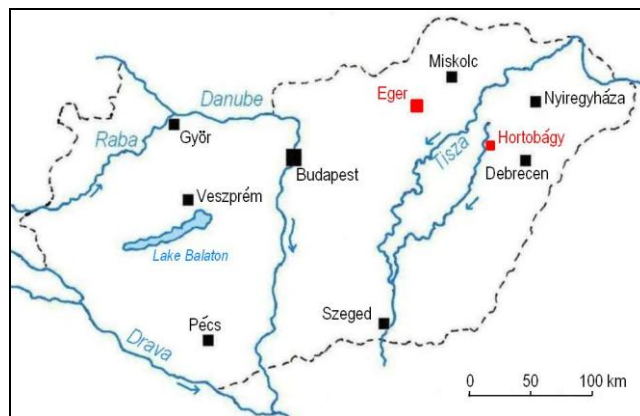 Miskolc
Eger
Danube
Nyiregyháza
Raba
Györ
Tisza
Hortobágy
Budapest
Debrecen
Veszprém
Lake Balaton
Szeged
Pécs
Drava
0 50 100 km